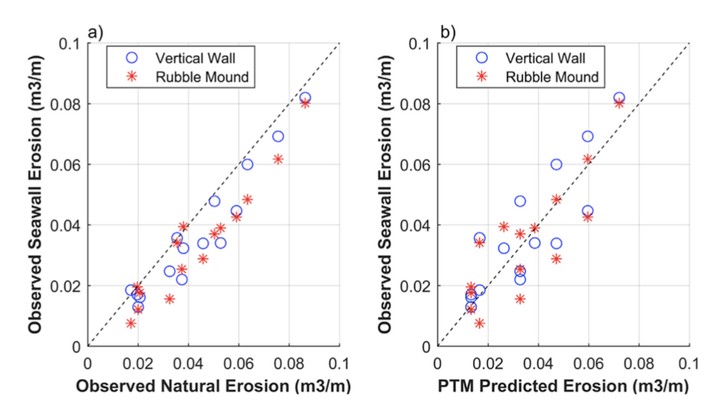 a)
0.1
0.08
0.06
0.04
0.02
0
Observed Seawall Erosion (m3/m)
Vertical Wall
Rubble Mound
0 0.02 0.04 0.06 0.08 0.1
Observed Natural Erosion (m3/m)
b)
0.1
0.08
0.06
0.04
0.02
0
Observed Seawall Erosion (m3/m)
Vertical Wall
Rubble Mound
0 0.02 0.04 0.06 0.08 0.1
PTM Predicted Erosion (m3/m)